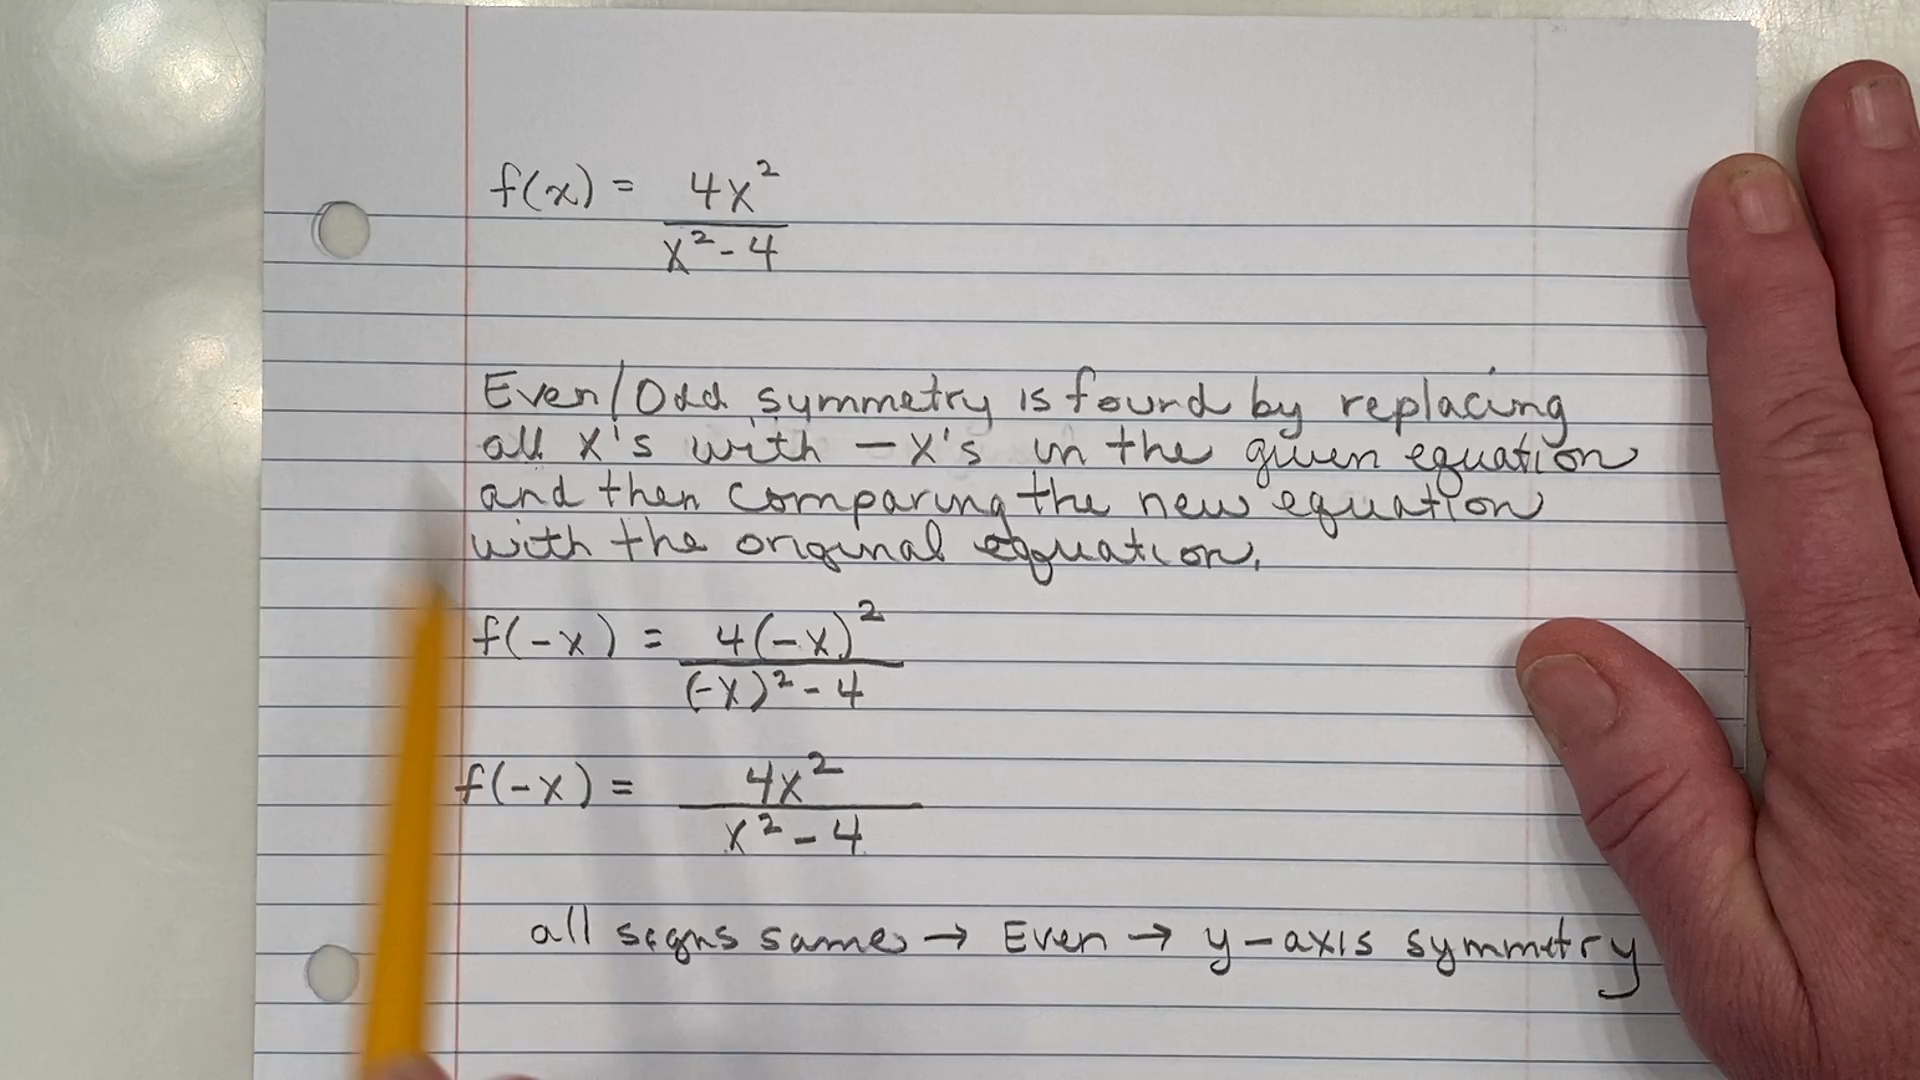 f(x) = 4x²
x² - 4
Even/Odd symmetry is found by replacing
all x's with -x's in the given equation
and then comparing the new equation
with the original equation.
f(-x) = 4(-x)²
(-x)² - 4
f(-x) = 4x²
x² - 4
all signs same → Even → y-axis symmetry